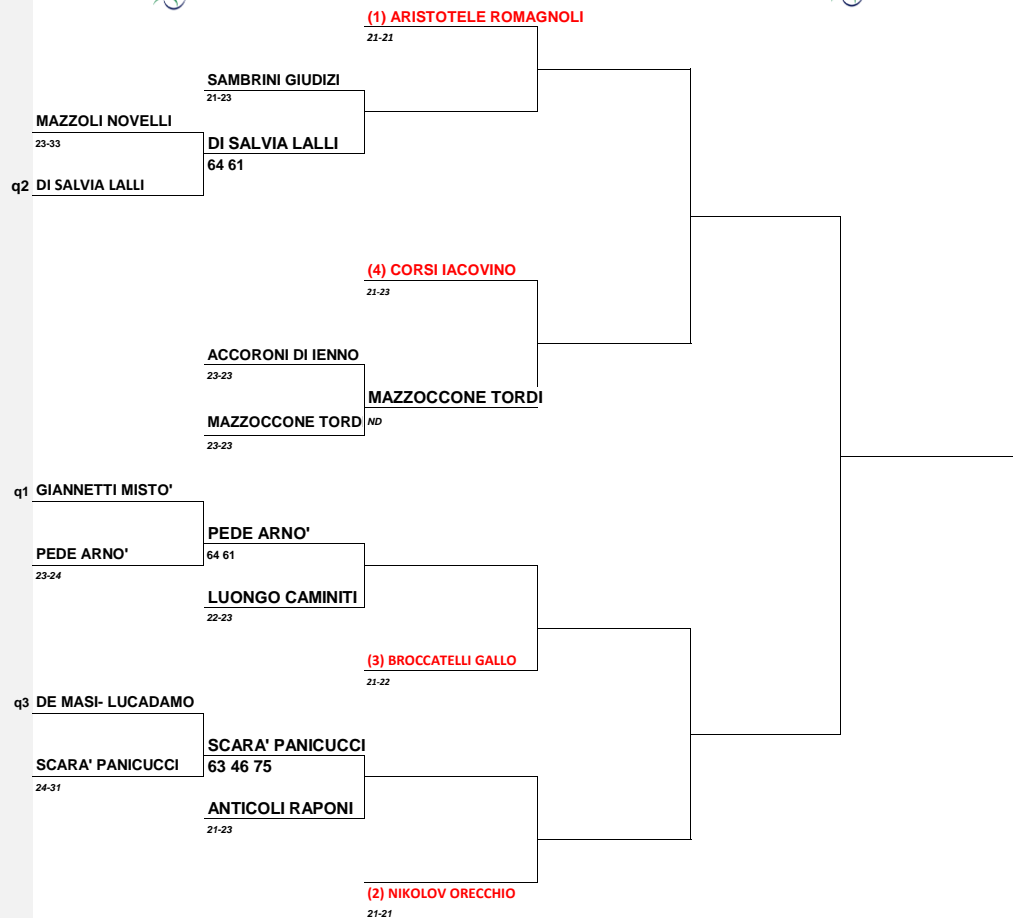 (1) ARISTOTELE ROMAGNOLI
21-21
SAMBRINI GIUDIZI
21-23
MAZZOLI NOVELLI
23-33
DI SALVIA LALLI
64 61
q2 DI SALVIA LALLI
(4) CORSI IACOVINO
21-23
ACCORONI DI IENNO
23-23
MAZZOCCONE TORDI
ND
MAZZOCCONE TORDI
23-23
q1 GIANNETTI MISTO'
PEDE ARNO'
64 61
PEDE ARNO'
23-24
LUONGO CAMINITI
22-23
(3) BROCCATELLI GALLO
21-22
q3 DE MASI- LUCADAMO
SCARA' PANICUCCI
63 46 75
SCARA' PANICUCCI
24-31
ANTICOLI RAPONI
21-23
(2) NIKOLOV ORECCHIO
21-21